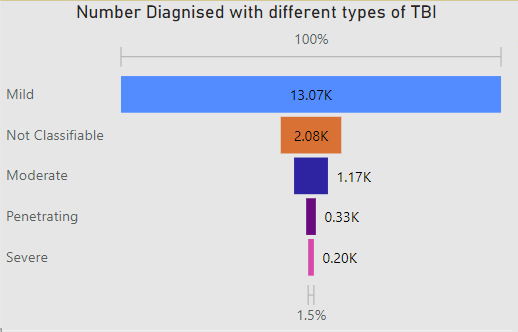 Number Diagnised with different types of TBI
100%
Mild 13.07K
Not Classifiable 2.08K
Moderate 1.17K
Penetrating 0.33K
Severe 0.20K
1.5%